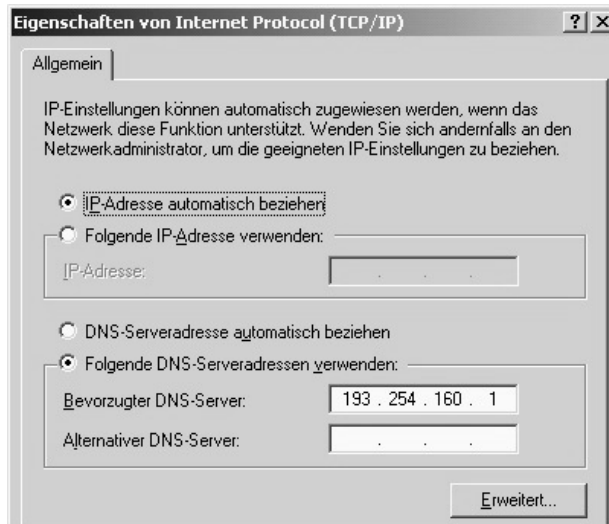 Eigenschaften von Internet Protocol (TCP/IP)
Allgemein
IP-Einstellungen können automatisch zugewiesen werden, wenn das
Netzwerk diese Funktion unterstützt. Wenden Sie sich andernfalls an den
Netzwerkadministrator, um die geeigneten IP-Einstellungen zu beziehen.
IP-Adresse automatisch beziehen
Folgende IP-Adresse verwenden:
IP-Adresse: . . .
DNS-Serveradresse automatisch beziehen
Folgende DNS-Serveradressen verwenden:
Bevorzugter DNS-Server: 193 . 254 . 160 . 1
Alternativer DNS-Server: . . .
Erweitert...